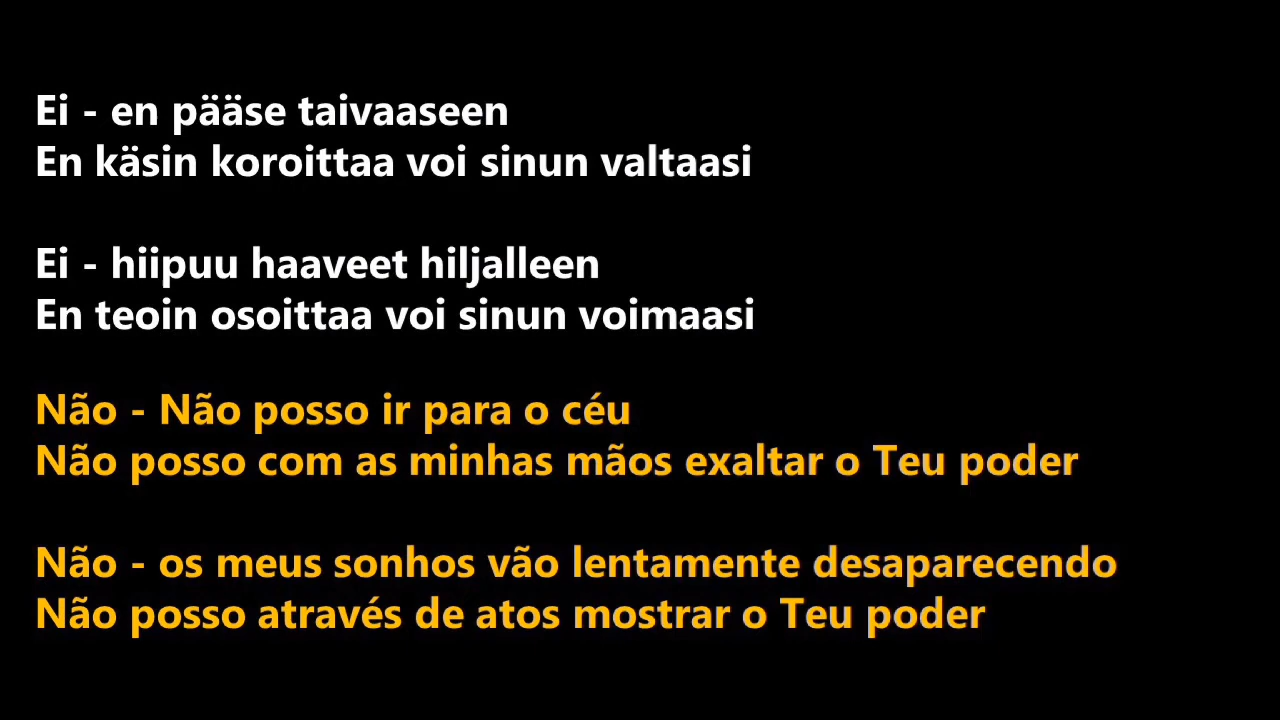 Ei - en pääse taivaaseen
En käsin koroittaa voi sinun valtaasi
Ei - hiipuu haaveet hiljalleen
En teoin osoittaa voi sinun voimaasi
Não - Não posso ir para o céu
Não posso com as minhas mãos exaltar o Teu poder
Não - os meus sonhos vão lentamente desaparecendo
Não posso através de atos mostrar o Teu poder